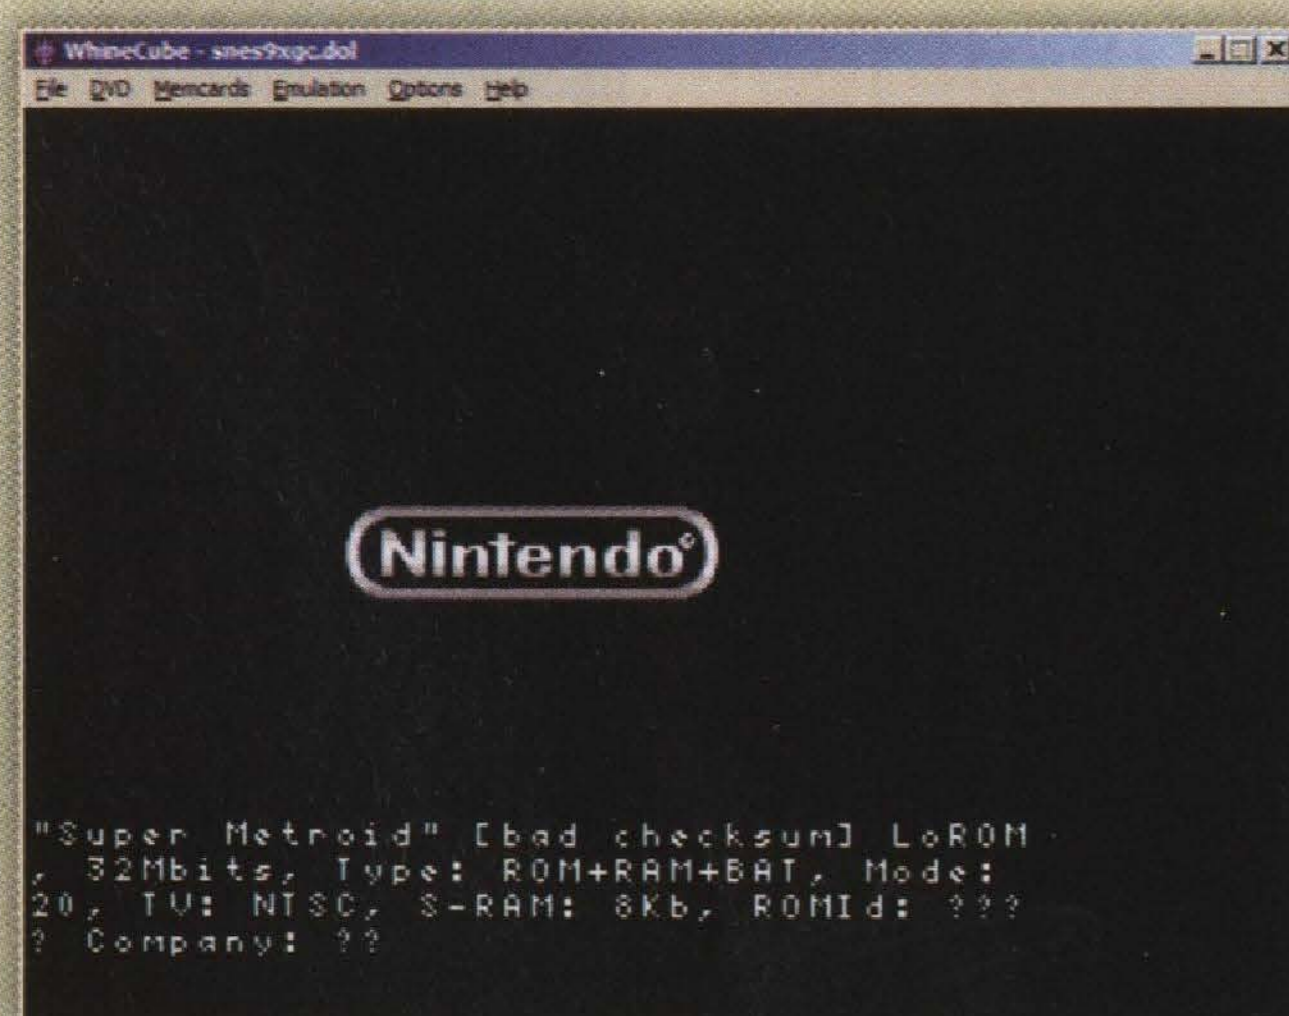 WhineCube - snes9xgc.dol
File DVD Memcards Emulation Options Help
Nintendo®
"Super Metroid" [bad checksum] LoROM
, 32Mbits, Type: ROM+RAM+BAT, Mode:
20, TV: NTSC, S-RAM: 8Kb, ROMId: ???
? Company: ??